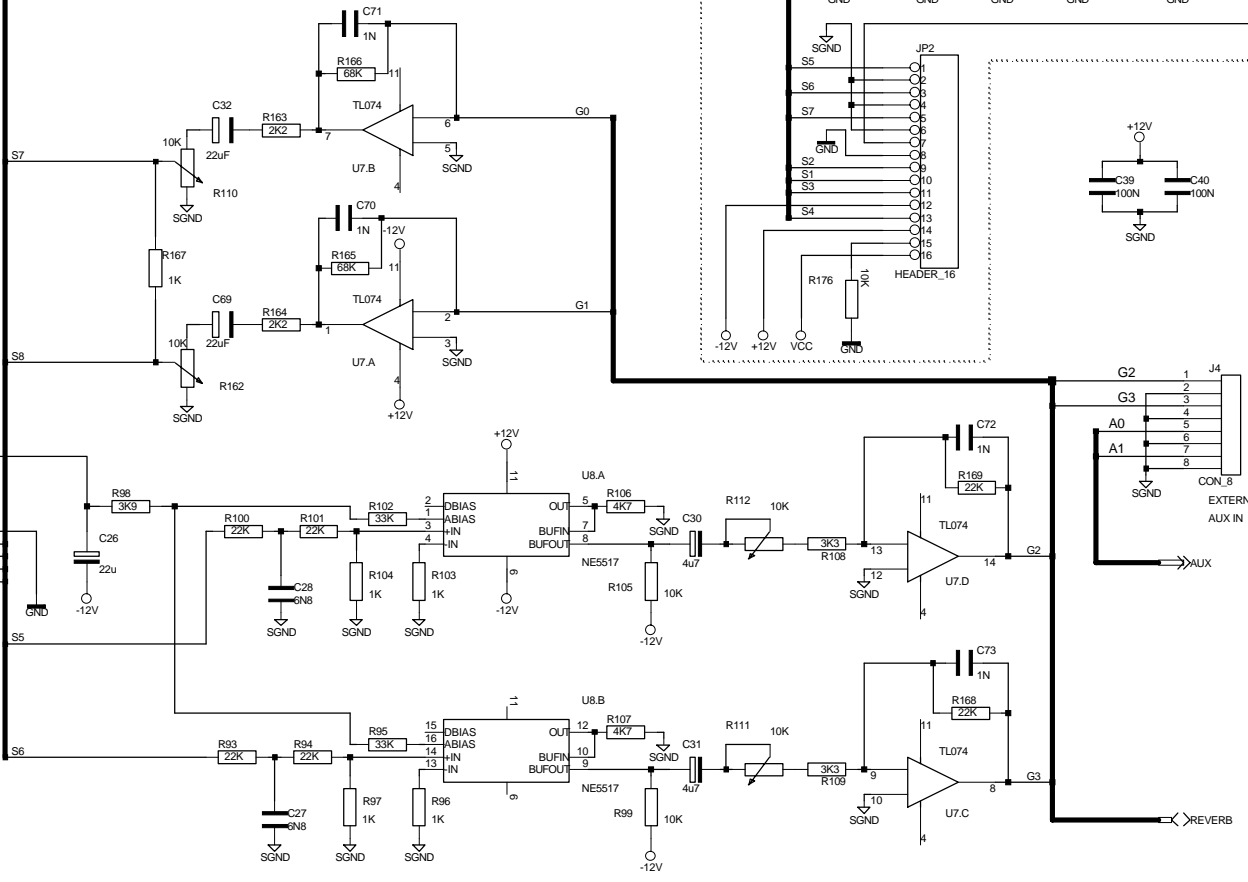 GND GND GND GND GND
C71
1N
R166
68K
11
TL074
C32
R163
2K2
22uF
10K
7
6
5
U7.B
4
SGND
G0
S7
R110
SGND
R167
1K
C70
1N
-12V
R165
68K
11
TL074
C69
R164
2K2
22uF
10K
1
2
3
U7.A
4
SGND
+12V
G1
S8
R162
SGND
SGND
JP2
S5
S6
S7
GND
S2
S1
S3
S4
1
2
3
4
5
6
7
8
9
10
11
12
13
14
15
16
HEADER_16
R176
10K
GND
-12V
+12V
VCC
+12V
C39
100N
C40
100N
SGND
J4
G2
G3
A0
A1
1
2
3
4
5
6
7
8
CON_8
SGND
EXTERN
AUX IN
AUX
R98
3K9
C26
22u
-12V
GND
R100
22K
R101
22K
C28
6N8
SGND
R102
33K
R104
1K
SGND
R103
1K
SGND
+12V
11
U8.A
2 DBIAS
1 ABIAS
3 +IN
4 -IN
OUT 5
BUFIN 7
BUFOUT 8
6
-12V
NE5517
R106
4K7
SGND
C30
4u7
R105
10K
-12V
R112
10K
3K3
R108
C72
1N
R169
22K
11
TL074
13
12
14
SGND
U7.D
4
G2
S5
S6
R93
22K
R94
22K
C27
6N8
SGND
R95
33K
R97
1K
SGND
R96
1K
SGND
11
U8.B
15 DBIAS
16 ABIAS
14 +IN
13 -IN
OUT 12
BUFIN 10
BUFOUT 9
6
NE5517
R107
4K7
SGND
C31
4u7
R99
10K
-12V
R111
10K
3K3
R109
C73
1N
R168
22K
11
TL074
9
10
8
SGND
U7.C
4
G3
REVERB